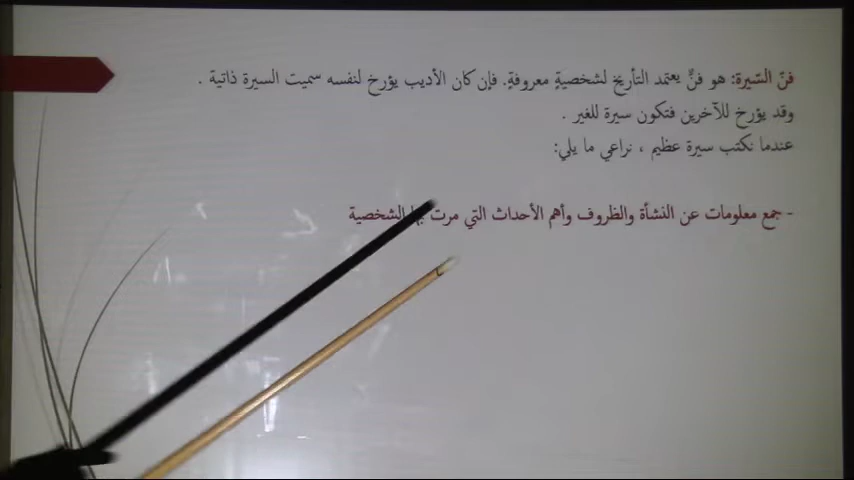 فنّ السّيرة: هو فنٌّ يعتمد التأريخ لشخصيّةٍ معروفةٍ. فإن كان الأديب يؤرخ لنفسه سميت السيرة ذاتية .
وقد يؤرخ للآخرين فتكون سيرة للغير .
عندما نكتب سيرة عظيم ، نراعي ما يلي:
- جمع معلومات عن النشأة والظروف وأهم الأحداث التي مرت بها الشخصية